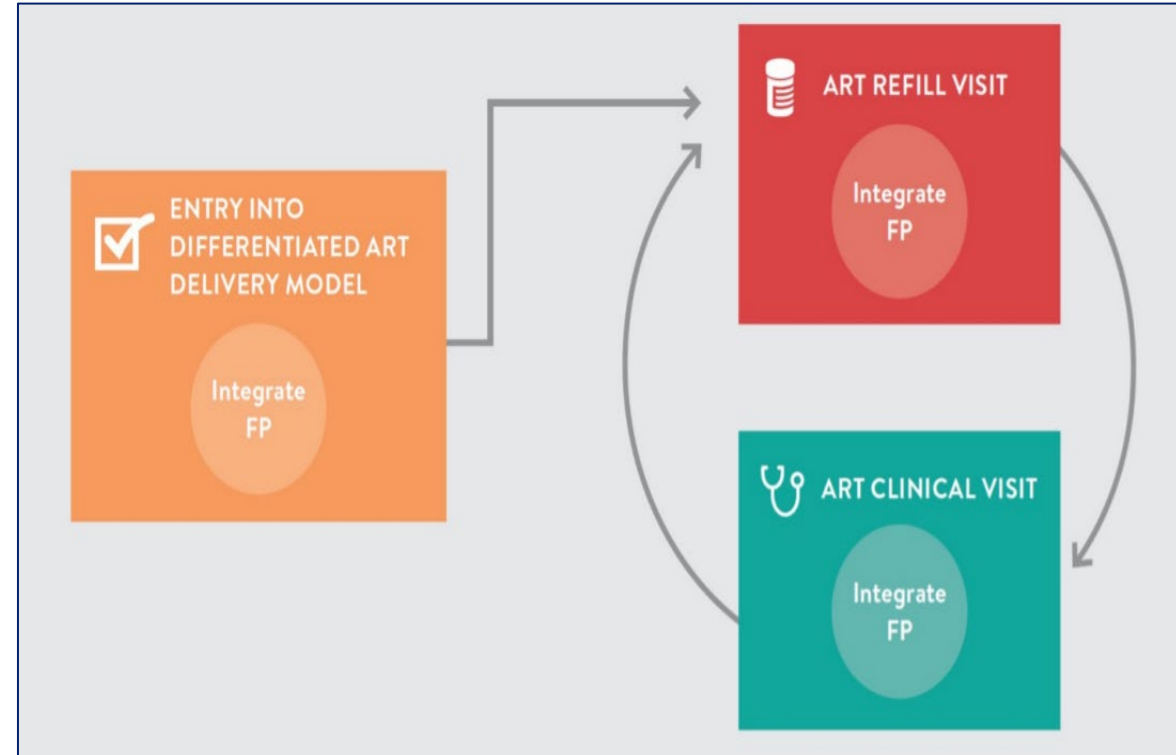 ENTRY INTO
DIFFERENTIATED ART
DELIVERY MODEL
Integrate
FP
ART REFILL VISIT
Integrate
FP
ART CLINICAL VISIT
Integrate
FP